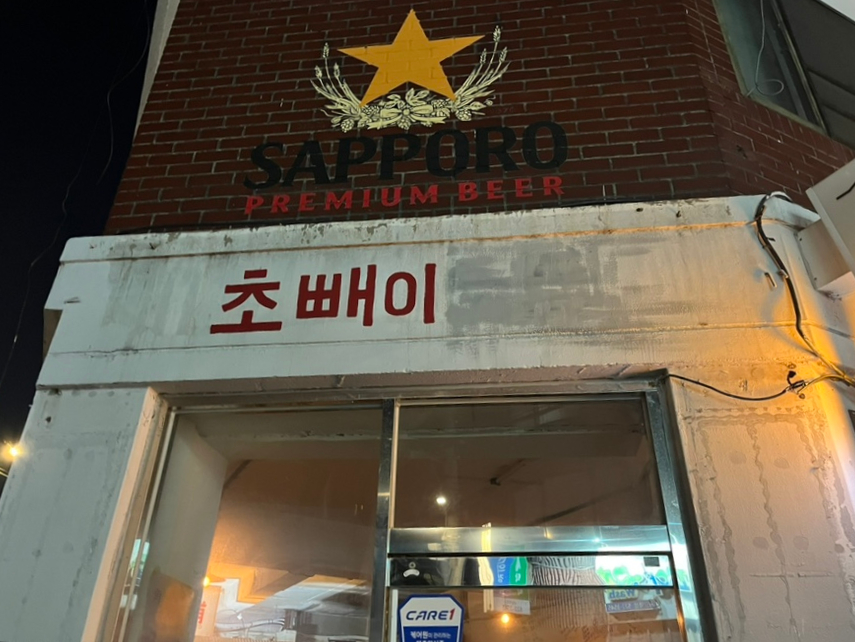 SAPPORO
PREMIUM BEER
초빼이
CARE1